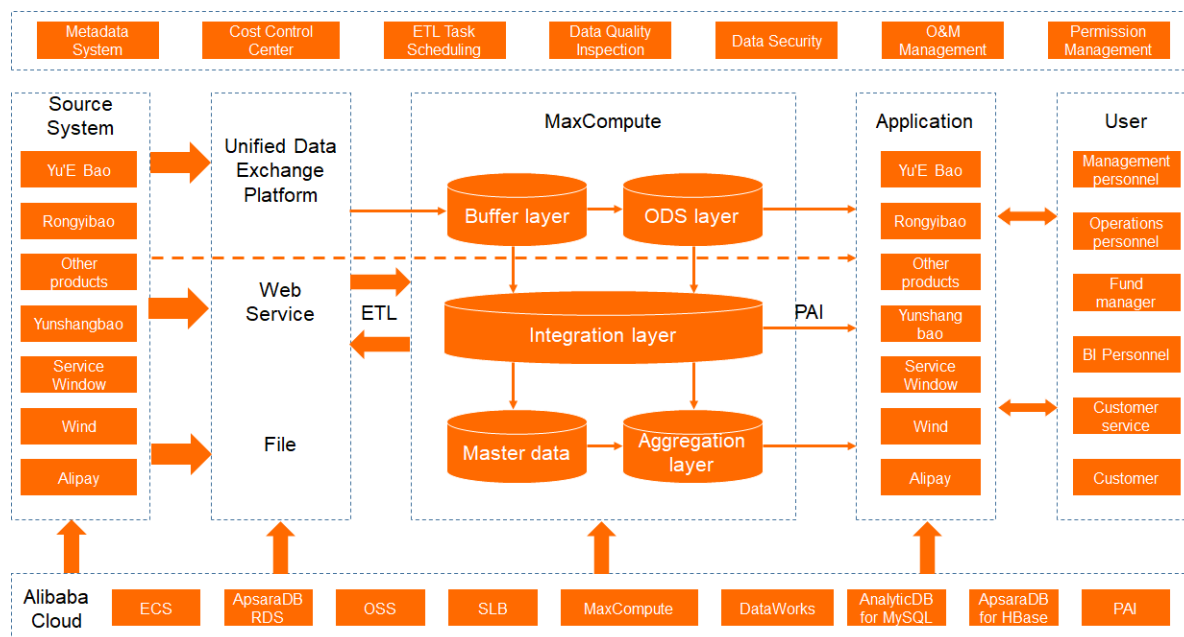 Metadata
System
Cost Control
Center
ETL Task
Scheduling
Data Quality
Inspection
Data Security
O&M
Management
Permission
Management
Source
System
Yu'E Bao
Rongyibao
Other
products
Yunshangbao
Service
Window
Wind
Alipay
Unified Data
Exchange
Platform
Web
Service
File
ETL
MaxCompute
Buffer layer
ODS layer
Integration layer
Master data
Aggregation
layer
PAI
Application
Yu'E Bao
Rongyibao
Other
products
Yunshang
bao
Service
Window
Wind
Alipay
User
Management
personnel
Operations
personnel
Fund
manager
BI Personnel
Customer
service
Customer
Alibaba
Cloud
ECS
ApsaraDB
RDS
OSS
SLB
MaxCompute
DataWorks
AnalyticDB
for MySQL
ApsaraDB
for HBase
PAI